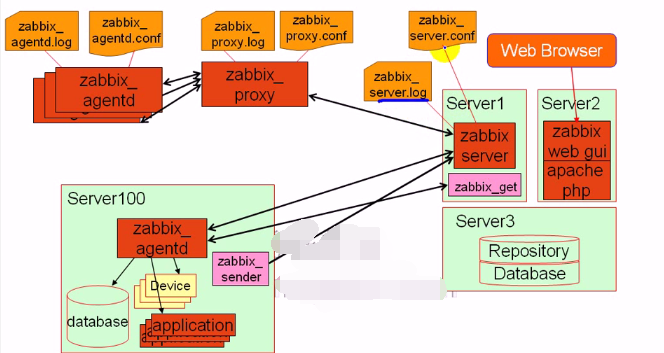 zabbix_
agentd.log
zabbix_
agentd.conf
zabbix_
proxy.log
zabbix_
proxy.conf
zabbix_
server.conf
Web Browser
zabbix_
agentd
zabbix_
proxy
zabbix_
server.log
Server1
zabbix
server
zabbix_get
Server2
zabbix
web gui
apache
php
Server100
zabbix_
agentd
zabbix_
sender
Device
database
application
Server3
Repository
Database